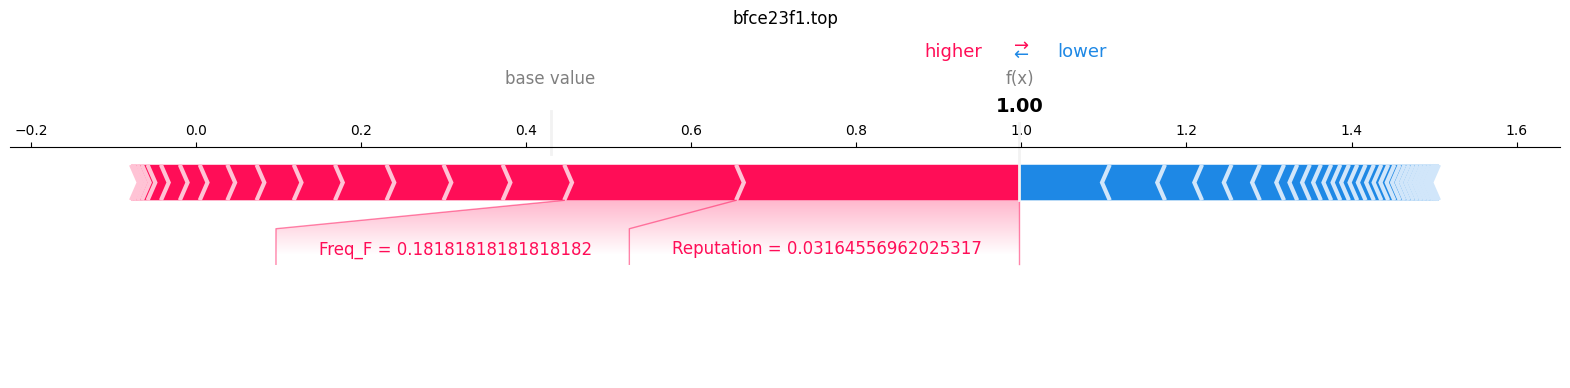 bfce23f1.top
higher ⇄ lower
base value f(x)
1.00
−0.2 0.0 0.2 0.4 0.6 0.8 1.0 1.2 1.4 1.6
Freq_F = 0.18181818181818182 Reputation = 0.03164556962025317